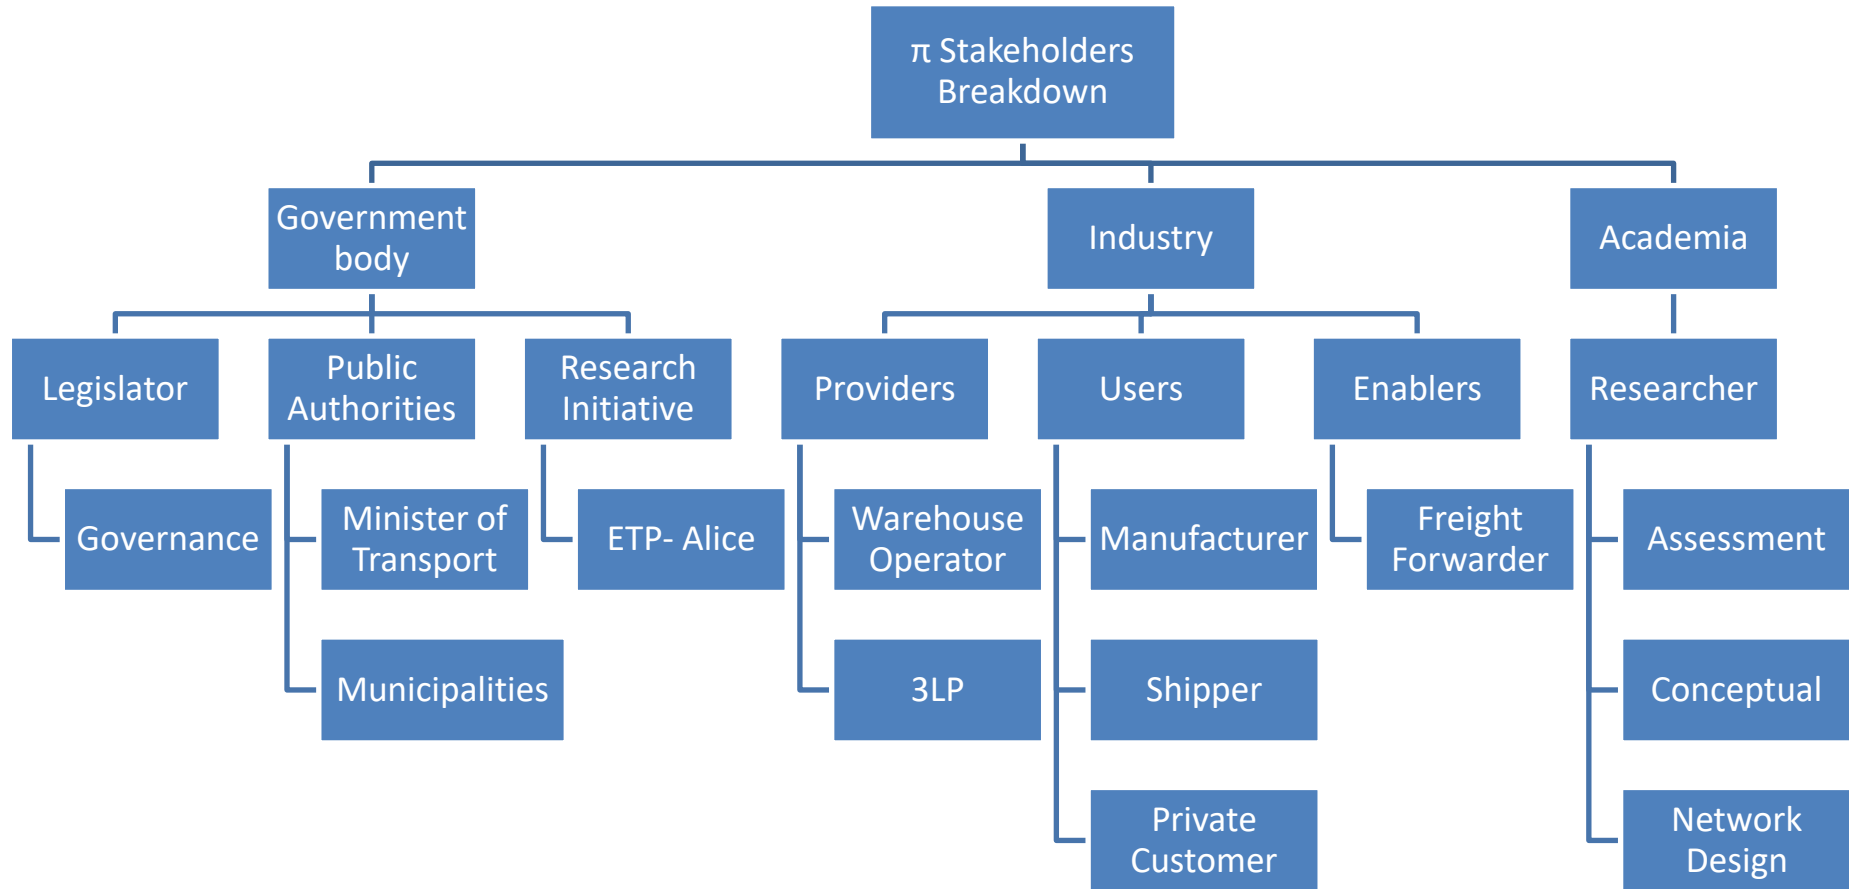 π Stakeholders
Breakdown
Government
body
Industry
Academia
Legislator
Public
Authorities
Research
Initiative
Providers
Users
Enablers
Researcher
Governance
Minister of
Transport
ETP- Alice
Warehouse
Operator
Manufacturer
Freight
Forwarder
Assessment
Municipalities
3LP
Shipper
Conceptual
Private
Customer
Network
Design